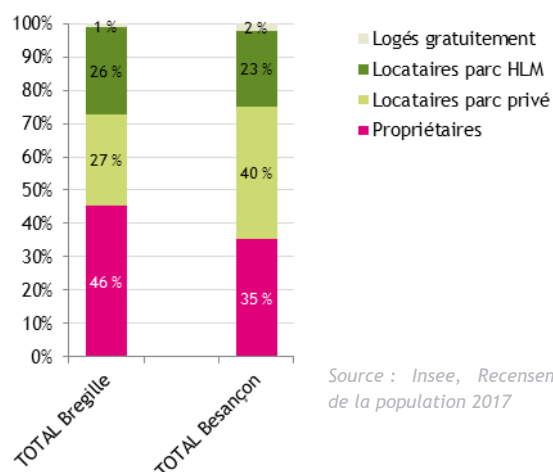 100%
90%
80%
70%
60%
50%
40%
30%
20%
10%
0%
1 %
26 %
27 %
46 %
2 %
23 %
40 %
35 %
TOTAL Bregille
TOTAL Besançon
Logés gratuitement
Locataires parc HLM
Locataires parc privé
Propriétaires
Source : Insee, Recensem
de la population 2017